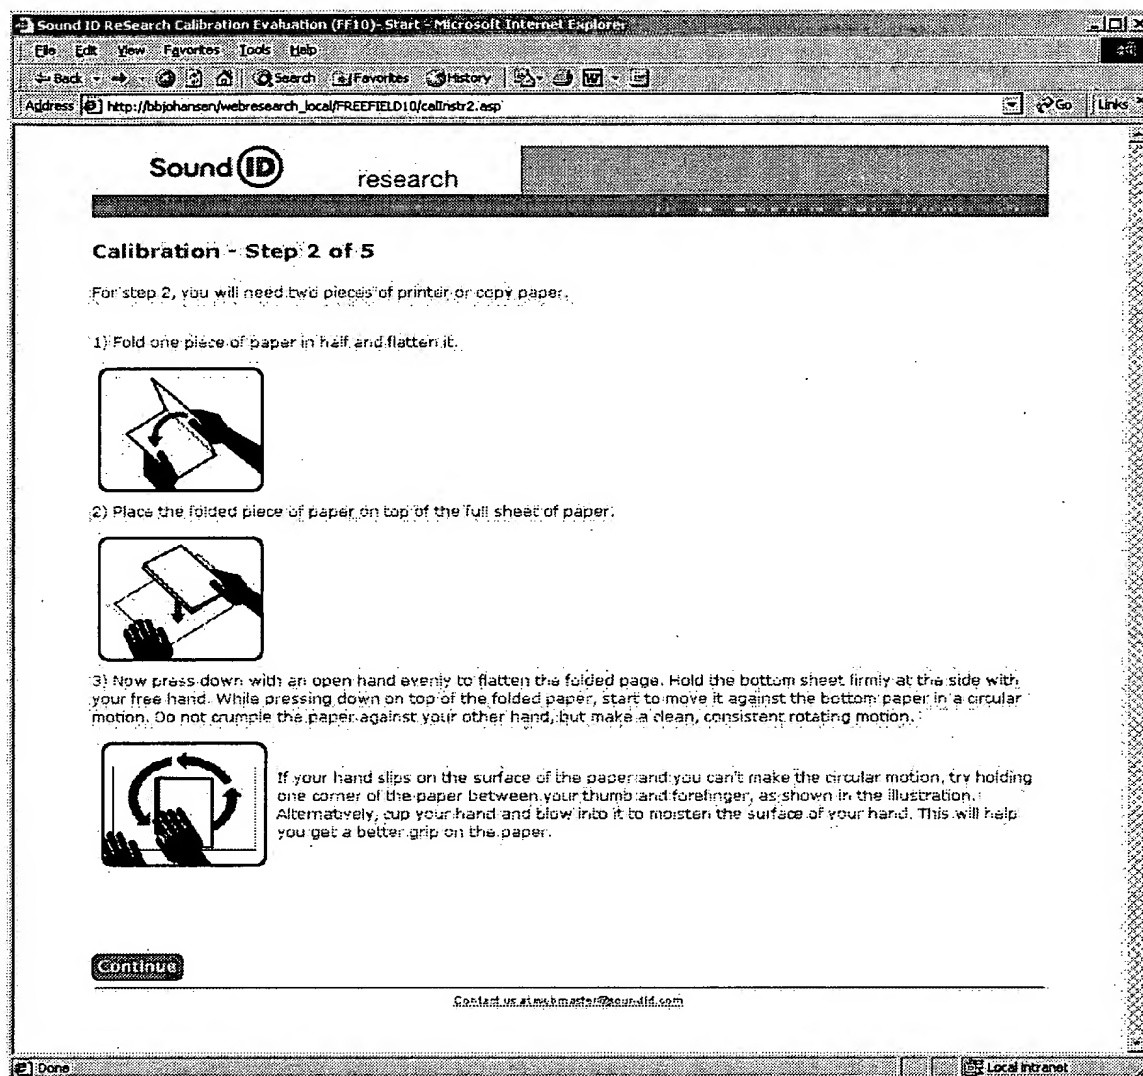 Sound ID ReSearch Calibration Evaluation (FF10)- Start - Microsoft Internet Explorer
File Edit View Favorites Tools Help
Back Search Favorites History
Address http://bbjohansen/webresearch_local/FREEFIELD10/calInstr2.asp Go Links
Sound ID research
Calibration - Step 2 of 5
For step 2, you will need two pieces of printer or copy paper.
1) Fold one piece of paper in half and flatten it.
2) Place the folded piece of paper on top of the full sheet of paper.
3) Now press down with an open hand evenly to flatten the folded page. Hold the bottom sheet firmly at the side with
your free hand. While pressing down on top of the folded paper, start to move it against the bottom paper in a circular
motion. Do not crumple the paper against your other hand, but make a clean, consistent rotating motion.
If your hand slips on the surface of the paper and you can't make the circular motion, try holding
one corner of the paper between your thumb and forefinger, as shown in the illustration.
Alternatively, cup your hand and blow into it to moisten the surface of your hand. This will help
you get a better grip on the paper.
Continue
Contact us at webmaster@soundid.com
Done Local intranet